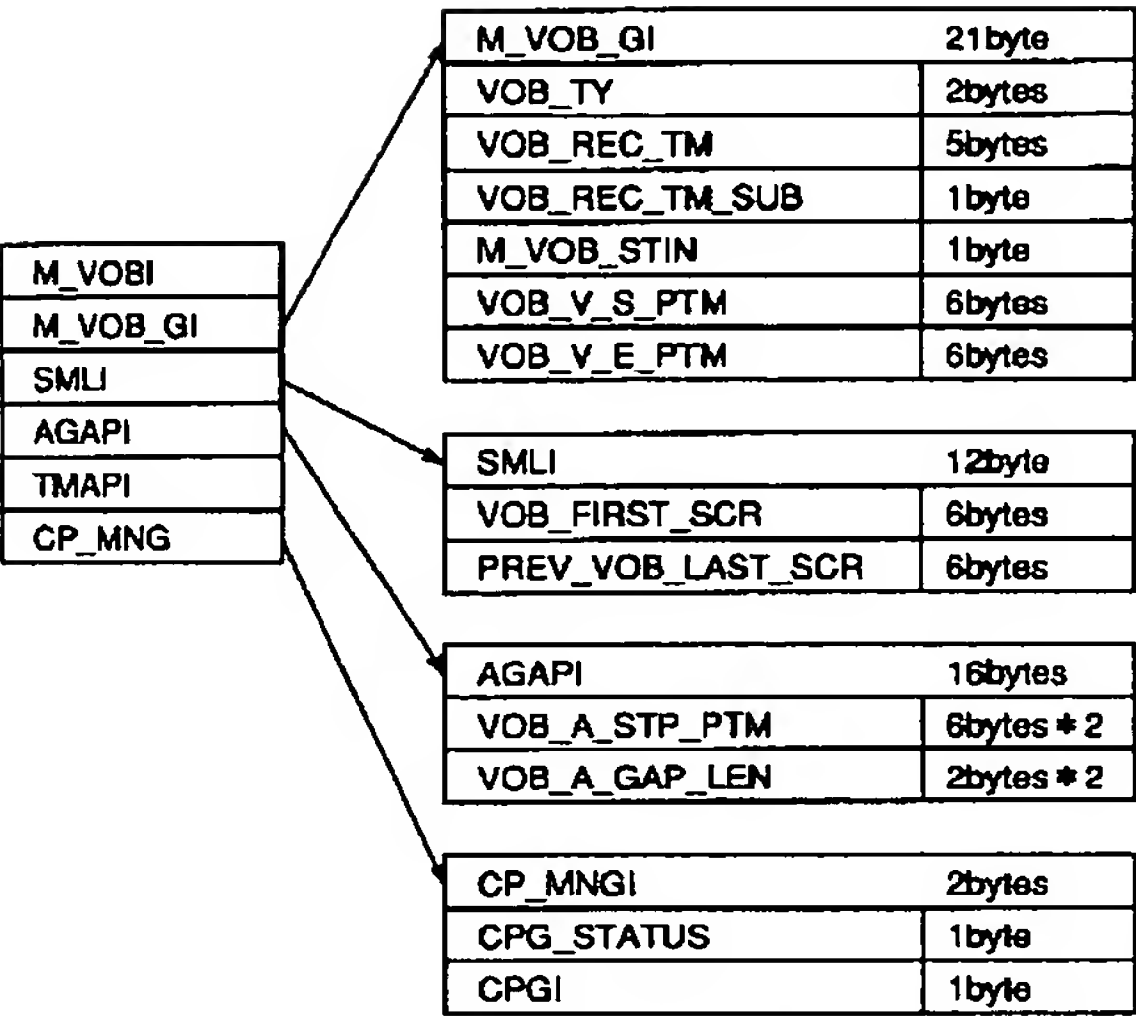 M_VOBI
M_VOB_GI
SMLI
AGAPI
TMAPI
CP_MNG
M_VOB_GI 21byte
VOB_TY 2bytes
VOB_REC_TM 5bytes
VOB_REC_TM_SUB 1byte
M_VOB_STIN 1byte
VOB_V_S_PTM 6bytes
VOB_V_E_PTM 6bytes
SMLI 12byte
VOB_FIRST_SCR 6bytes
PREV_VOB_LAST_SCR 6bytes
AGAPI 16bytes
VOB_A_STP_PTM 6bytes * 2
VOB_A_GAP_LEN 2bytes * 2
CP_MNGI 2bytes
CPG_STATUS 1byte
CPGI 1byte